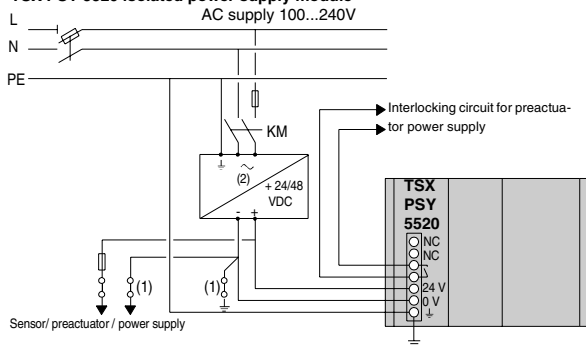 TSX PSY 5520 isolated power supply module
AC supply 100...240V
L
N
PE
Interlocking circuit for preactua-
tor power supply
KM
(2)
+ 24/48
VDC
- +
TSX
PSY
5520
NC
NC
24 V
0 V
(1)
(1)
Sensor/ preactuator / power supply